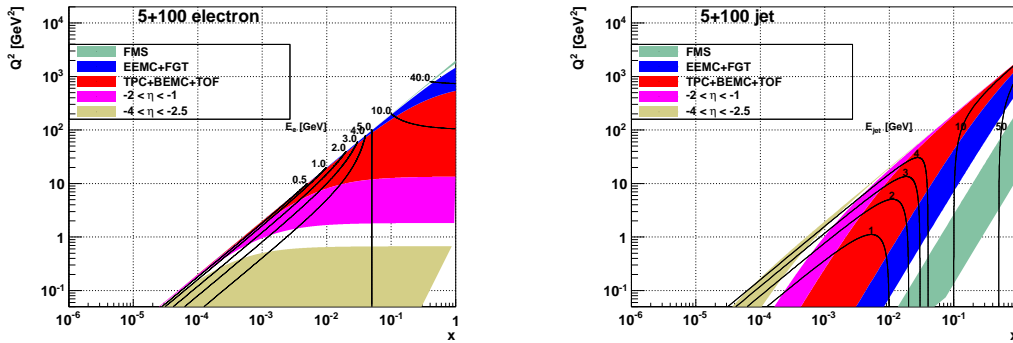 5+100 electron
Q² [GeV²]
10⁴
10³
10²
10
1
10⁻¹
FMS
EEMC+FGT
TPC+BEMC+TOF
-2 < η < -1
-4 < η < -2.5
40.0
10.0
E_e [GeV]
5.0
4.0
3.0
2.0
1.0
0.5
10⁻⁶
10⁻⁵
10⁻⁴
10⁻³
10⁻²
10⁻¹
1
x
5+100 jet
Q² [GeV²]
10⁴
10³
10²
10
1
10⁻¹
FMS
EEMC+FGT
TPC+BEMC+TOF
-2 < η < -1
-4 < η < -2.5
E_jet [GeV]
10
50
4
3
2
1
10⁻⁶
10⁻⁵
10⁻⁴
10⁻³
10⁻²
10⁻¹
x